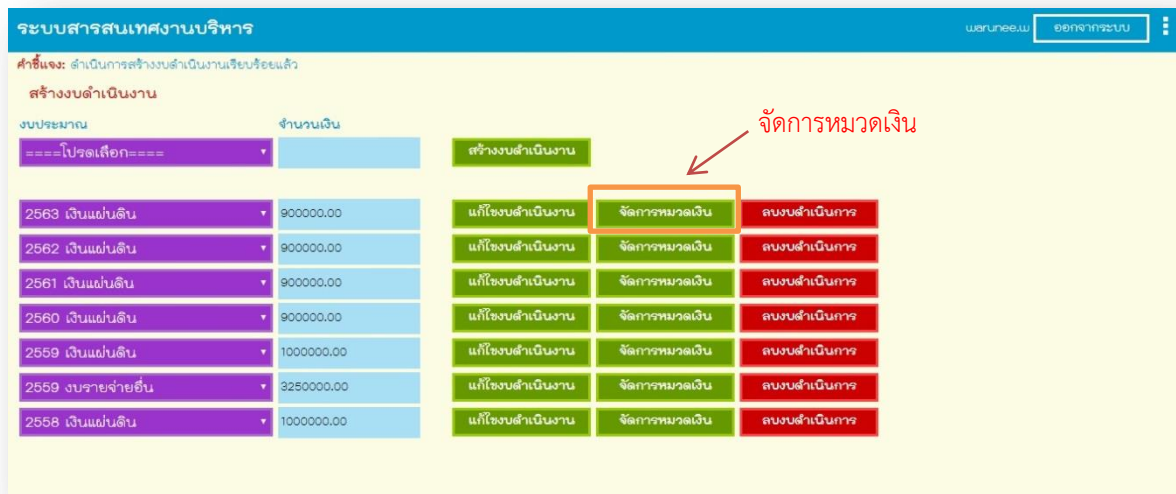 ระบบสารสนเทศงานบริหาร warunee.w ออกจากระบบ
คำชี้แจง: ดำเนินการสร้างงบดำเนินงานเรียบร้อยแล้ว
สร้างงบดำเนินงาน
งบประมาณ จำนวนเงิน
จัดการหมวดเงิน
====โปรดเลือก==== สร้างงบดำเนินงาน
2563 เงินแผ่นดิน 900000.00 แก้ไขงบดำเนินงาน จัดการหมวดเงิน ลบงบดำเนินการ
2562 เงินแผ่นดิน 900000.00 แก้ไขงบดำเนินงาน จัดการหมวดเงิน ลบงบดำเนินการ
2561 เงินแผ่นดิน 900000.00 แก้ไขงบดำเนินงาน จัดการหมวดเงิน ลบงบดำเนินการ
2560 เงินแผ่นดิน 900000.00 แก้ไขงบดำเนินงาน จัดการหมวดเงิน ลบงบดำเนินการ
2559 เงินแผ่นดิน 1000000.00 แก้ไขงบดำเนินงาน จัดการหมวดเงิน ลบงบดำเนินการ
2559 งบรายจ่ายอื่น 3250000.00 แก้ไขงบดำเนินงาน จัดการหมวดเงิน ลบงบดำเนินการ
2558 เงินแผ่นดิน 1000000.00 แก้ไขงบดำเนินงาน จัดการหมวดเงิน ลบงบดำเนินการ